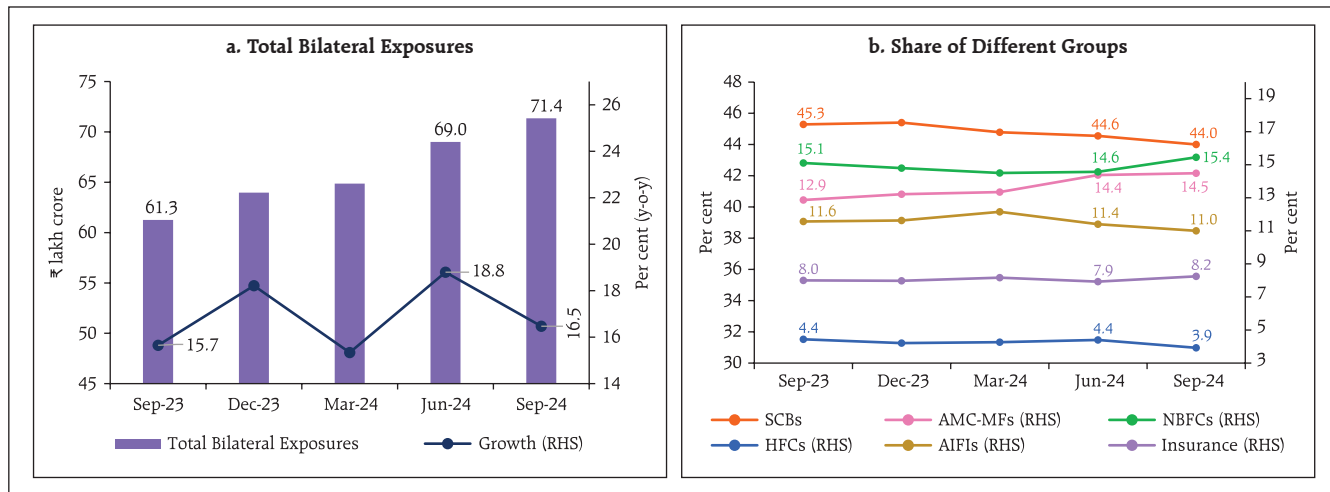 a. Total Bilateral Exposures
₹ lakh crore
75
70
65
60
55
50
45
61.3
69.0
71.4
15.7
18.8
16.5
26
24
22
20
18
16
14
Per cent (y-o-y)
Sep-23 Dec-23 Mar-24 Jun-24 Sep-24
Total Bilateral Exposures Growth (RHS)
b. Share of Different Groups
Per cent
48
46
44
42
40
38
36
34
32
30
45.3 44.6 44.0
15.1 14.6 15.4
12.9 14.4 14.5
11.6 11.4 11.0
8.0 7.9 8.2
4.4 4.4 3.9
19
17
15
13
11
9
7
5
3
Per cent
Sep-23 Dec-23 Mar-24 Jun-24 Sep-24
SCBs AMC-MFs (RHS) NBFCs (RHS)
HFCs (RHS) AIFIs (RHS) Insurance (RHS)